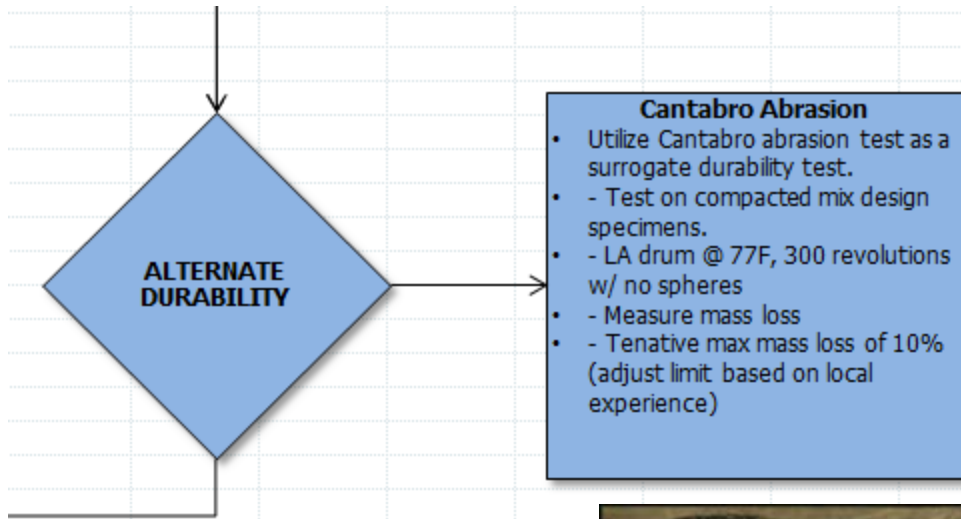 ALTERNATE
DURABILITY
Cantabro Abrasion
• Utilize Cantabro abrasion test as a
surrogate durability test.
• - Test on compacted mix design
specimens.
• - LA drum @ 77F, 300 revolutions
w/ no spheres
• - Measure mass loss
• - Tenative max mass loss of 10%
(adjust limit based on local
experience)